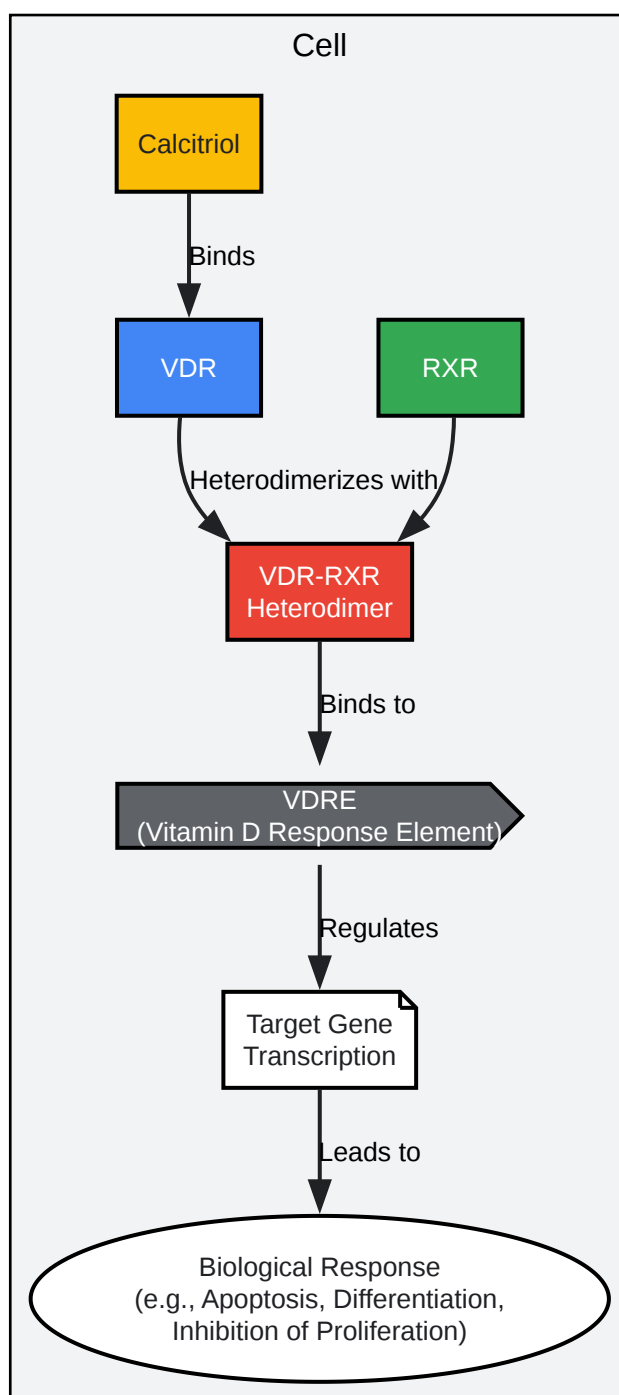 Cell
Calcitriol
Binds
VDR
RXR
Heterodimerizes with
VDR-RXR
Heterodimer
Binds to
VDRE
(Vitamin D Response Element)
Regulates
Target Gene
Transcription
Leads to
Biological Response
(e.g., Apoptosis, Differentiation,
Inhibition of Proliferation)